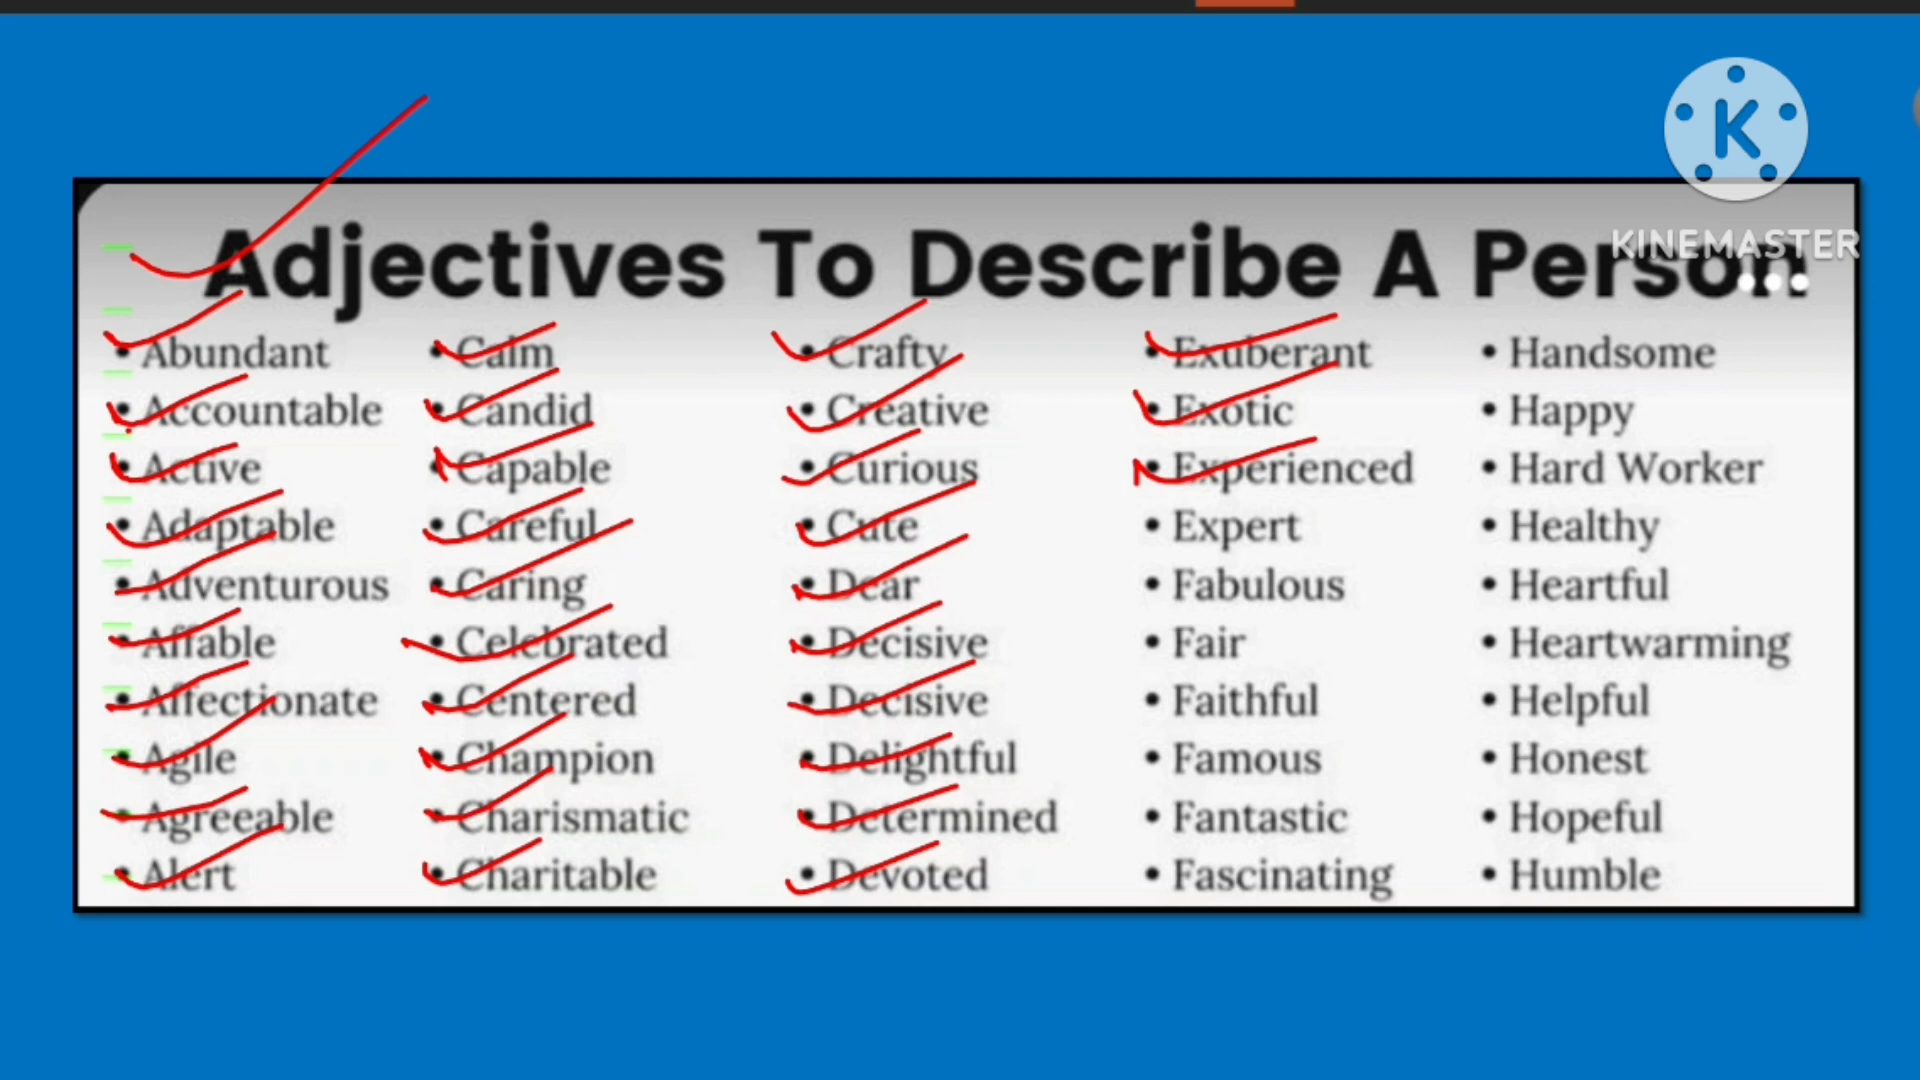 K
KINEMASTER
Adjectives To Describe A Person
• Abundant
• Accountable
• Active
• Adaptable
• Adventurous
• Affable
• Affectionate
• Agile
• Agreeable
• Alert
• Calm
• Candid
• Capable
• Careful
• Caring
• Celebrated
• Centered
• Champion
• Charismatic
• Charitable
• Crafty
• Creative
• Curious
• Cute
• Dear
• Decisive
• Decisive
• Delightful
• Determined
• Devoted
• Exuberant
• Exotic
• Experienced
• Expert
• Fabulous
• Fair
• Faithful
• Famous
• Fantastic
• Fascinating
• Handsome
• Happy
• Hard Worker
• Healthy
• Heartful
• Heartwarming
• Helpful
• Honest
• Hopeful
• Humble